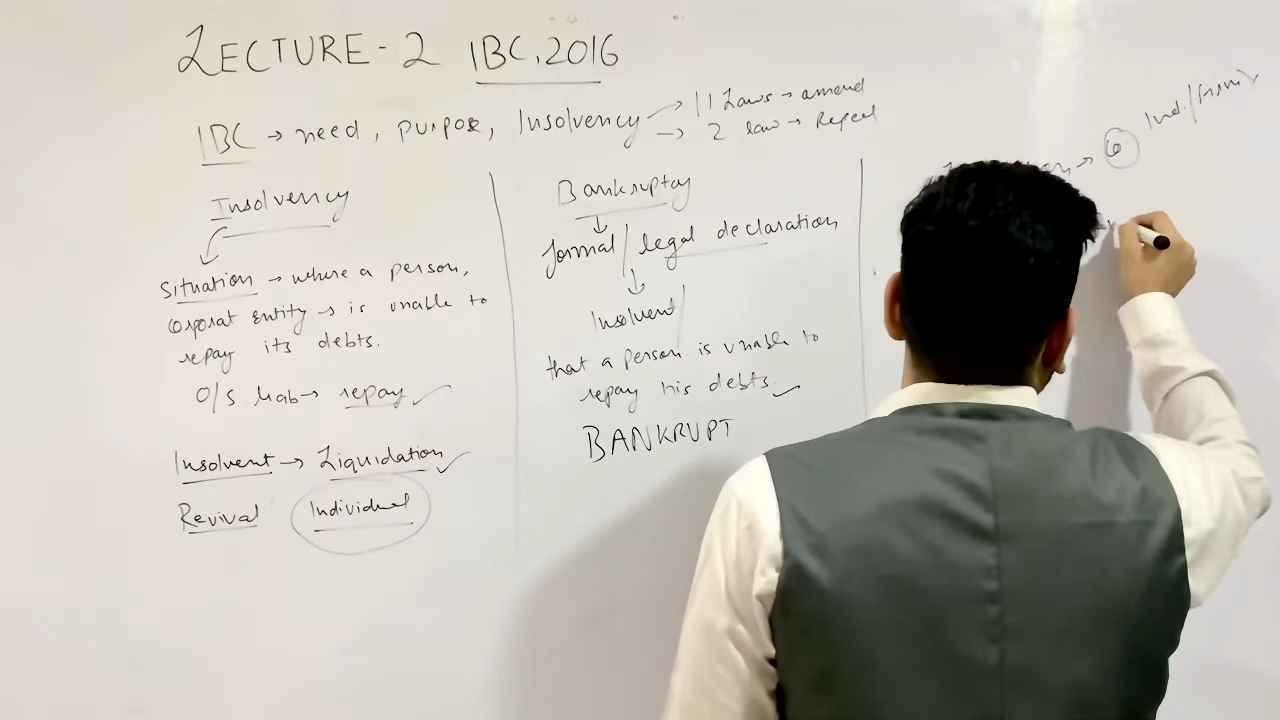 LECTURE-2 IBC, 2016
IBC → need, purpose, Insolvency → 11 Laws → amend
→ 2 law → Repeal
Insolvency
Situation → where a person,
Corporat Entity → is unable to
repay its debts.
O/S liab → repay ✓
Insolvent → Liquidation ✓
Revival Individual
Bankruptcy
↓
formal / legal declaration
↓
Insolvent /
that a person is unable to
repay his debts ✓
BANKRUPT
→ 6 Ind./Firm